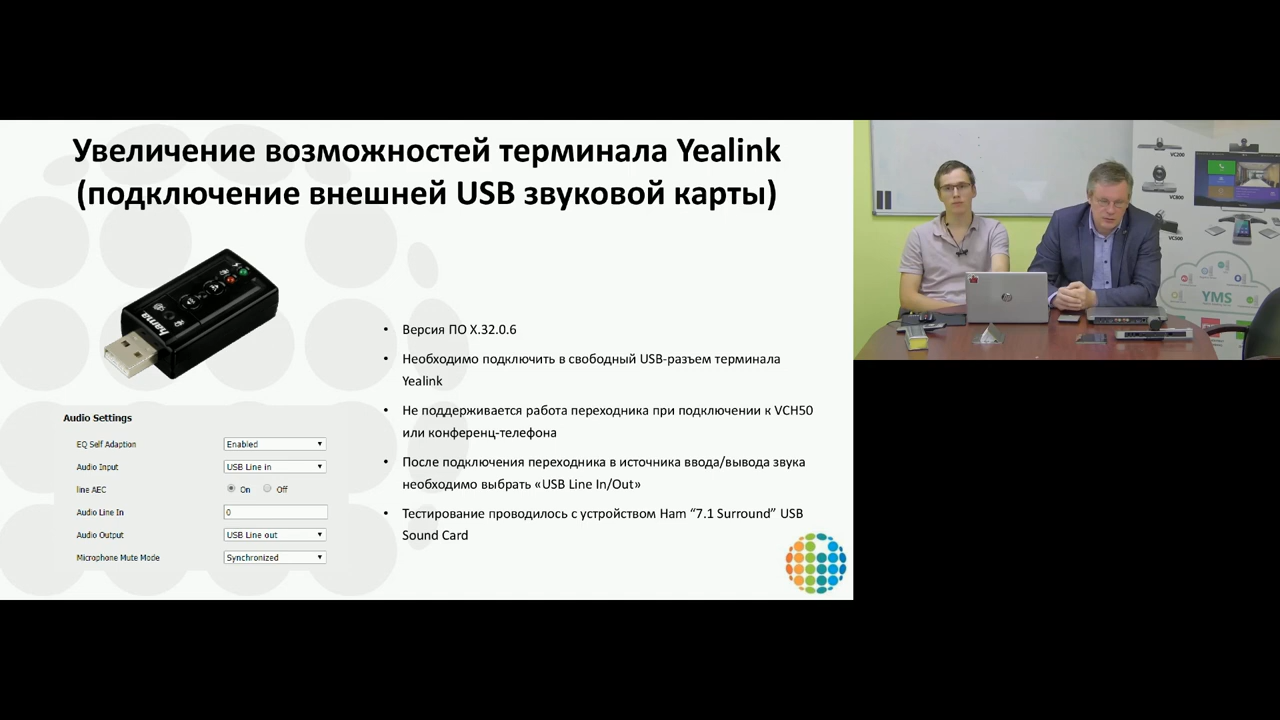 Увеличение возможностей терминала Yealink
(подключение внешней USB звуковой карты)
hama
• Версия ПО X.32.0.6
• Необходимо подключить в свободный USB-разъем терминала
Yealink
• Не поддерживается работа переходника при подключении к VCH50
или конференц-телефона
• После подключения переходника в источника ввода/вывода звука
необходимо выбрать «USB Line In/Out»
• Тестирование проводилось с устройством Ham “7.1 Surround” USB
Sound Card
Audio Settings
EQ Self Adaption Enabled
Audio Input USB Line in
line AEC On Off
Audio Line In 0
Audio Output USB Line out
Microphone Mute Mode Synchronized
VC200
VC800
VC500
YMS
hp